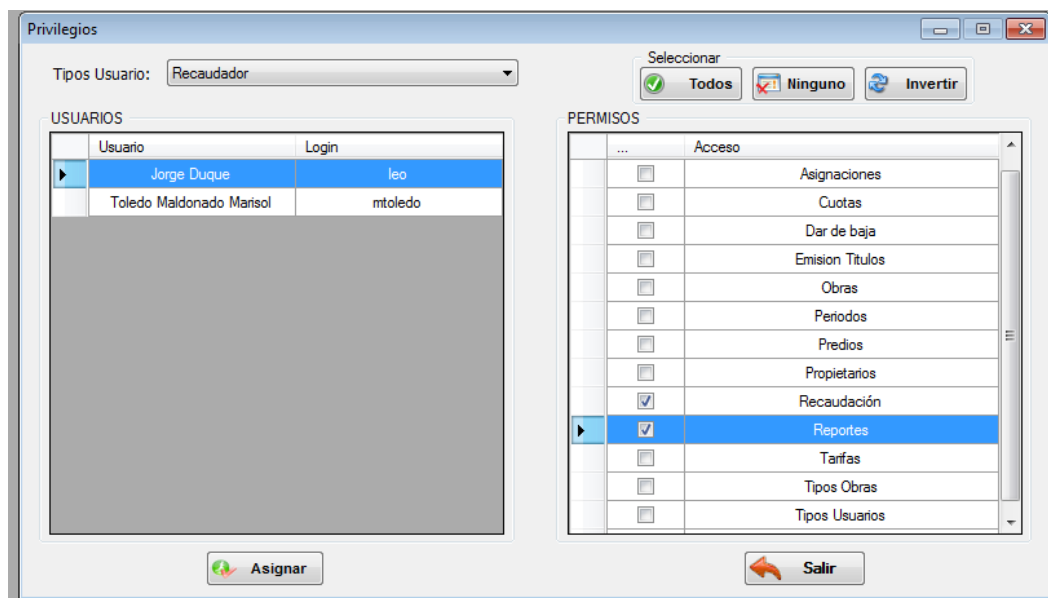 Privilegios
Tipos Usuario: Recaudador
Seleccionar
Todos Ninguno Invertir
USUARIOS
Usuario Login
Jorge Duque leo
Toledo Maldonado Marisol mtoledo
Asignar
PERMISOS
... Acceso
Asignaciones
Cuotas
Dar de baja
Emision Titulos
Obras
Periodos
Predios
Propietarios
Recaudación
Reportes
Tarifas
Tipos Obras
Tipos Usuarios
Salir